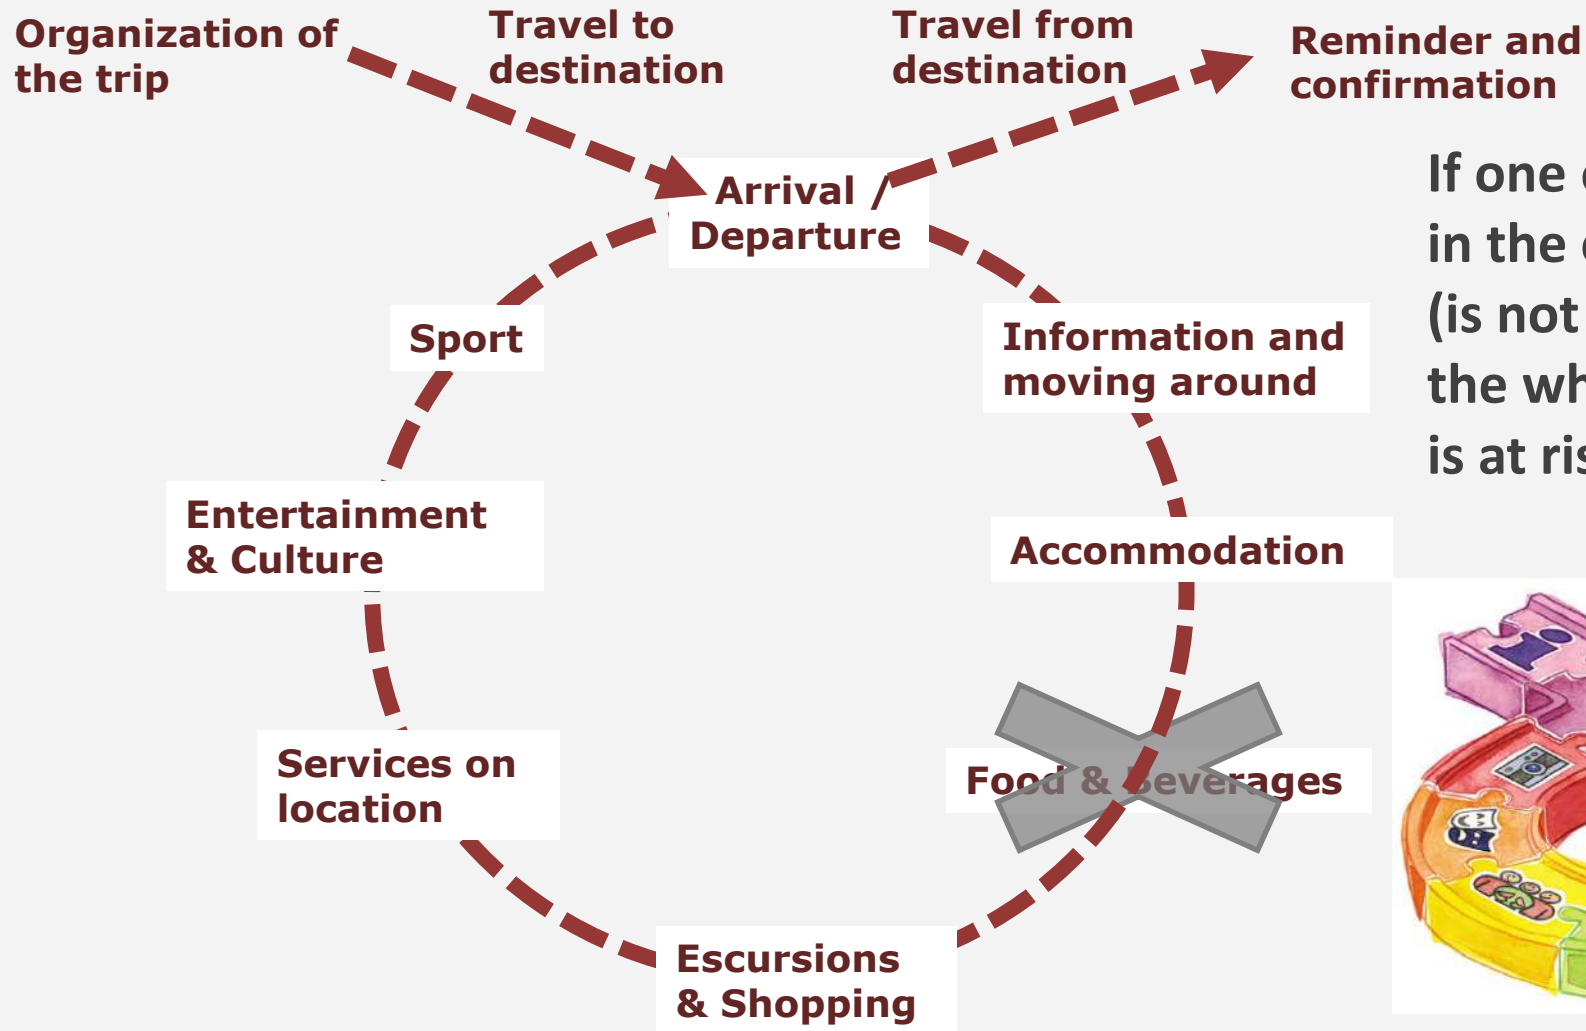 Organization of
the trip
Travel to
destination
Travel from
destination
Reminder and
confirmation
If one
in the
(is not
the
is at
Arrival /
Departure
Sport
Information and
moving around
Entertainment
& Culture
Accommodation
Services on
location
Food & Beverages
Escursions
& Shopping